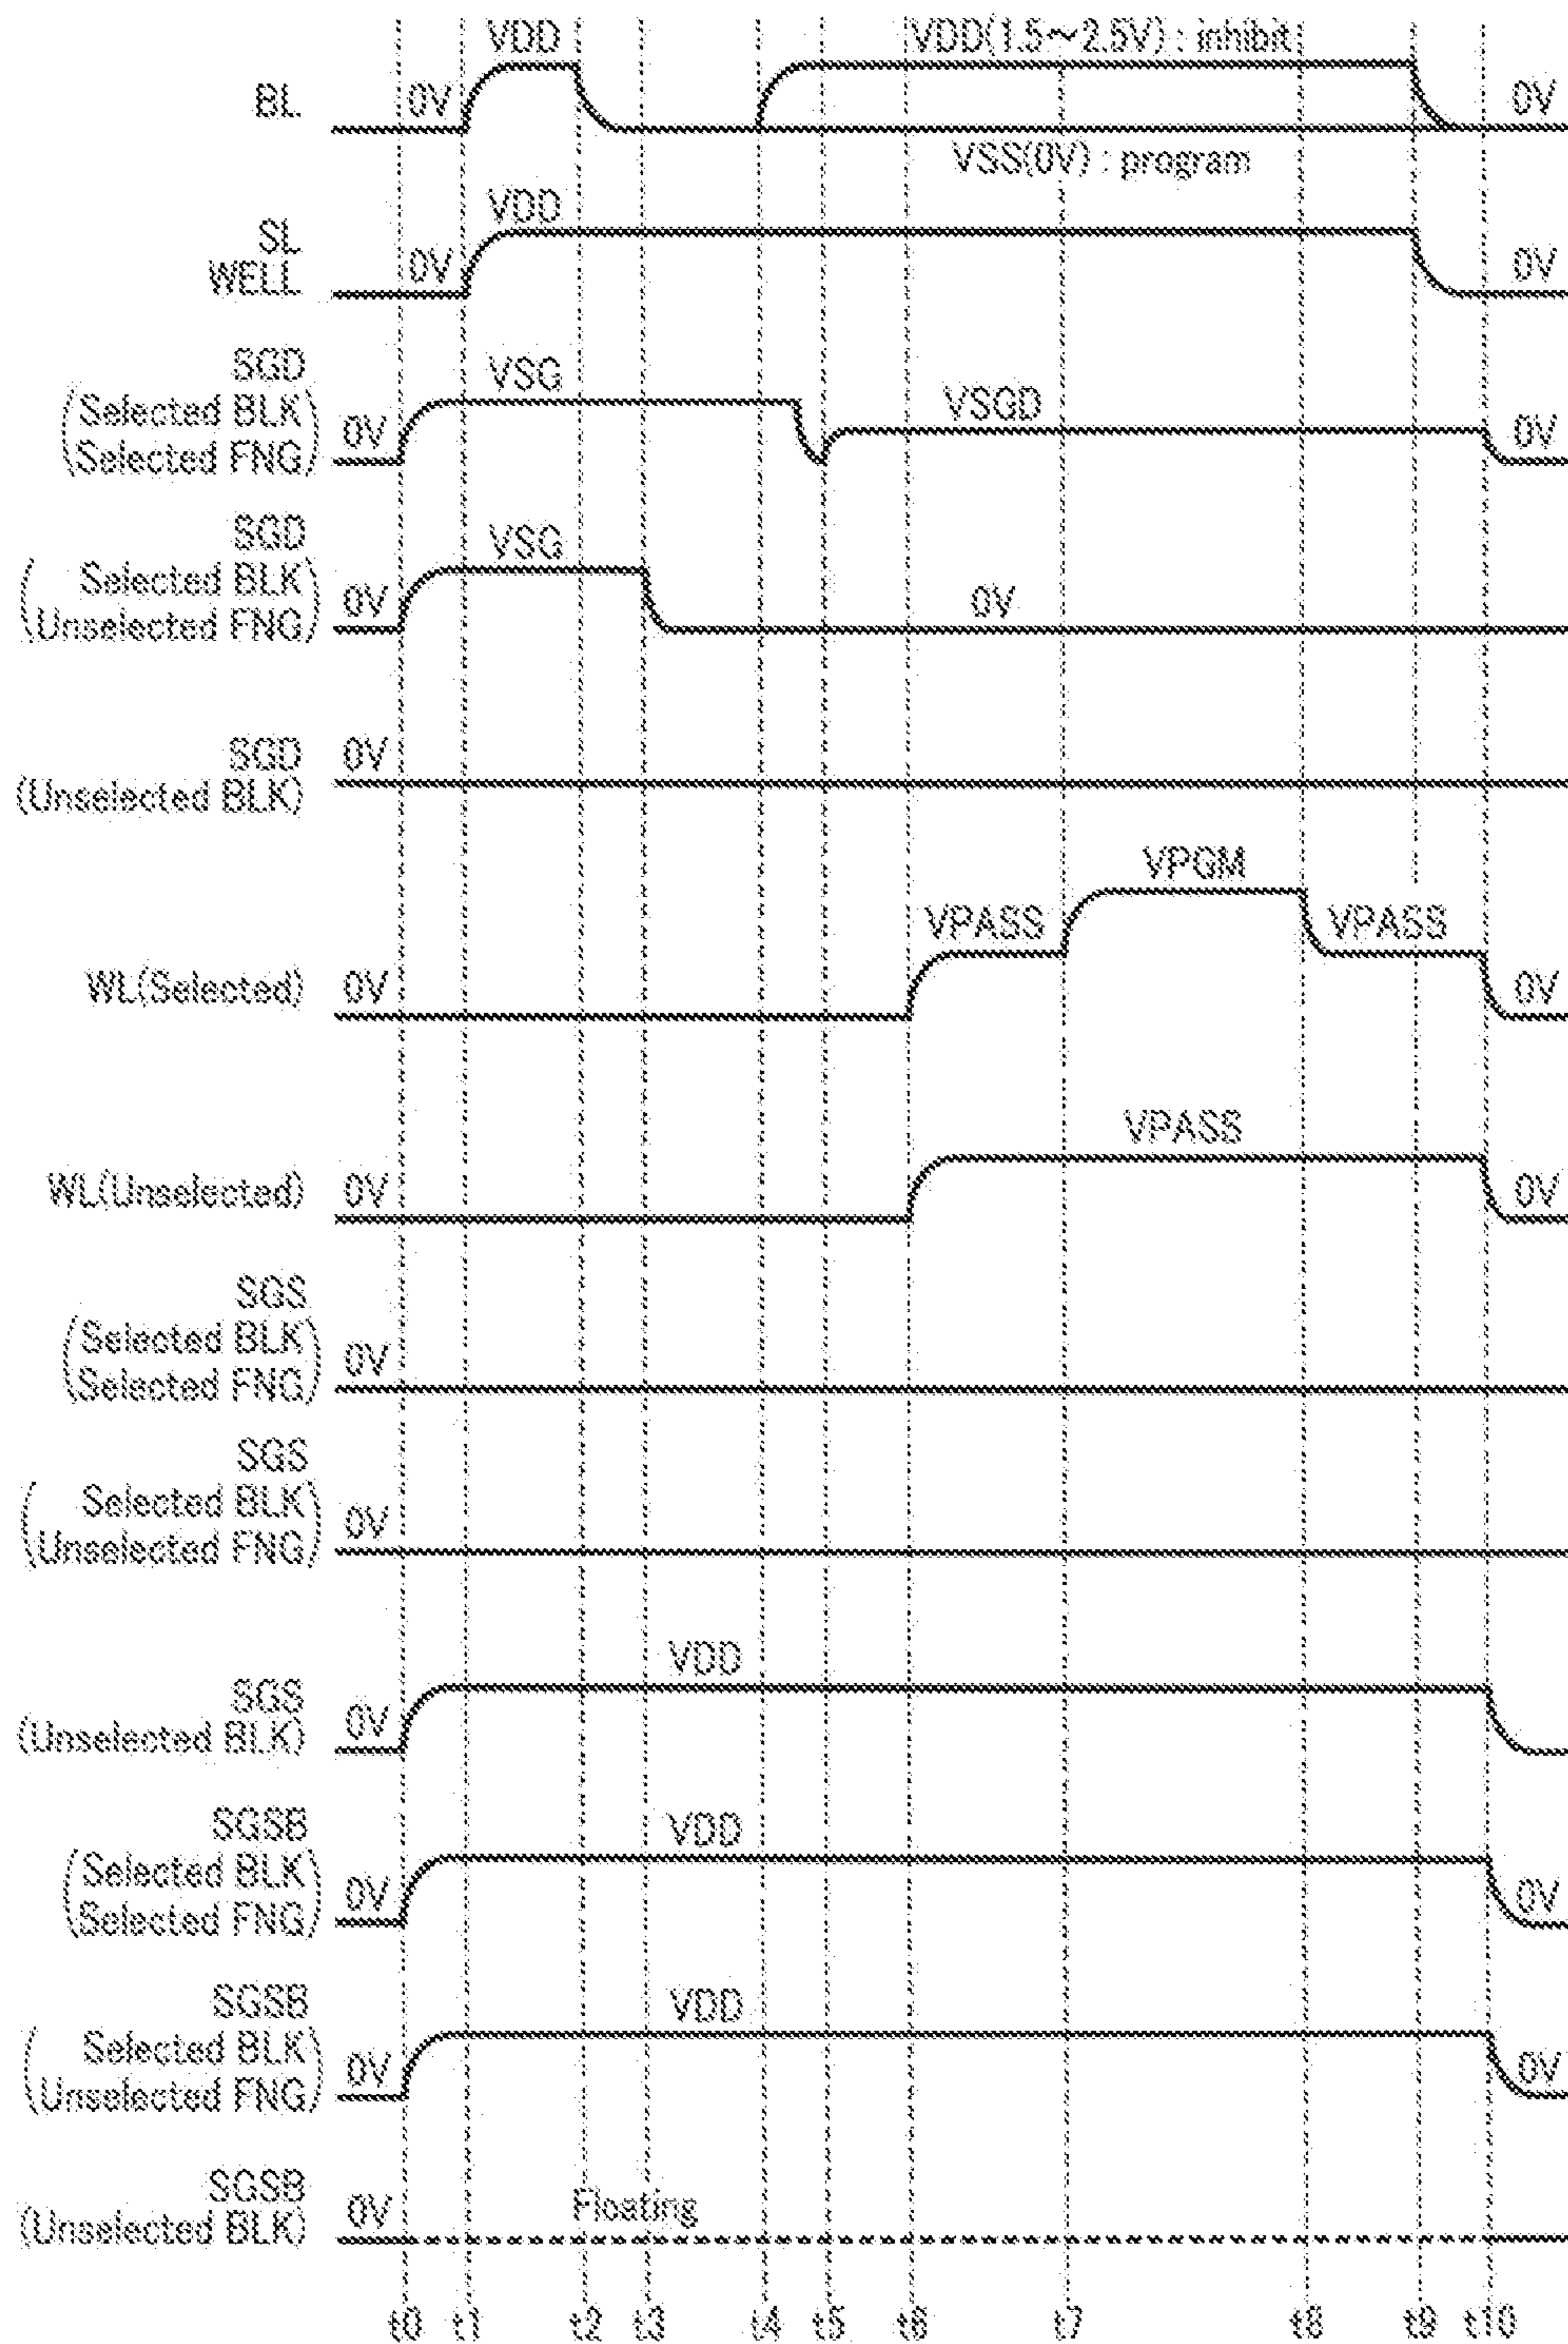 VDD VDD(1.5～2.5V) : inhibit
BL 0V 0V
VSS(0V) : program
VDD
SL
WELL 0V 0V
SGD
(Selected BLK
Selected FNG) 0V VSG VSGD 0V
SGD
(Selected BLK
Unselected FNG) 0V VSG 0V
SGD
(Unselected BLK) 0V
VPGM
VPASS VPASS
WL(Selected) 0V 0V
VPASS
WL(Unselected) 0V 0V
SGS
(Selected BLK
Selected FNG) 0V
SGS
(Selected BLK
Unselected FNG) 0V
VDD
SGS
(Unselected BLK) 0V
SGSB
(Selected BLK
Selected FNG) 0V VDD 0V
SGSB
(Selected BLK
Unselected FNG) 0V VDD 0V
SGSB
(Unselected BLK) 0V Floating
t0 t1 t2 t3 t4 t5 t6 t7 t8 t9 t10